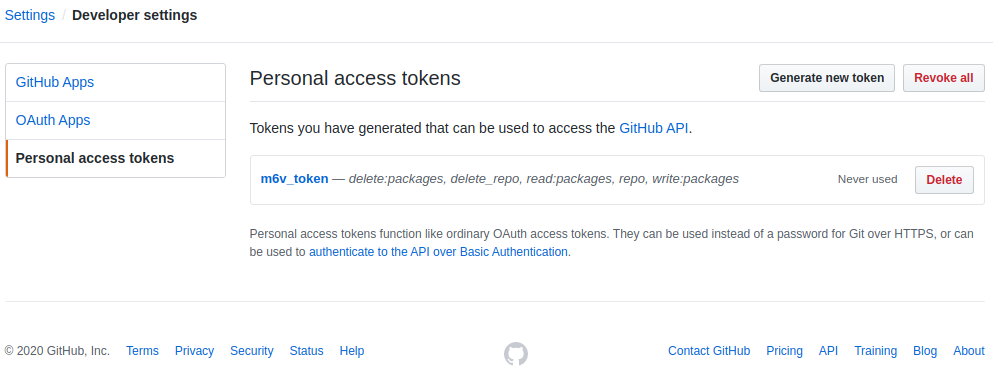 Settings / Developer settings
GitHub Apps
OAuth Apps
Personal access tokens
Personal access tokens
Generate new token
Revoke all
Tokens you have generated that can be used to access the GitHub API.
m6v_token — delete:packages, delete_repo, read:packages, repo, write:packages
Never used
Delete
Personal access tokens function like ordinary OAuth access tokens. They can be used instead of a password for Git over HTTPS, or can
be used to authenticate to the API over Basic Authentication.
© 2020 GitHub, Inc. Terms Privacy Security Status Help
Contact GitHub Pricing API Training Blog About